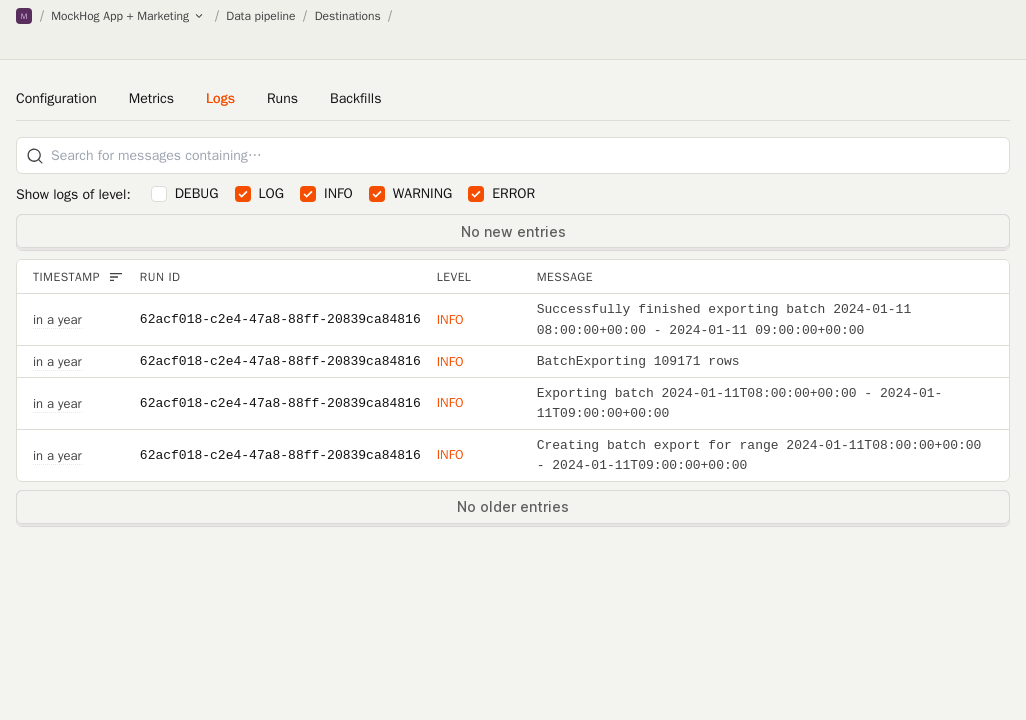 M / MockHog App + Marketing / Data pipeline / Destinations /
Configuration Metrics Logs Runs Backfills
Search for messages containing…
Show logs of level: DEBUG LOG INFO WARNING ERROR
No new entries
TIMESTAMP RUN ID LEVEL MESSAGE
in a year 62acf018-c2e4-47a8-88ff-20839ca84816 INFO Successfully finished exporting batch 2024-01-11
08:00:00+00:00 - 2024-01-11 09:00:00+00:00
in a year 62acf018-c2e4-47a8-88ff-20839ca84816 INFO BatchExporting 109171 rows
in a year 62acf018-c2e4-47a8-88ff-20839ca84816 INFO Exporting batch 2024-01-11T08:00:00+00:00 - 2024-01-
11T09:00:00+00:00
in a year 62acf018-c2e4-47a8-88ff-20839ca84816 INFO Creating batch export for range 2024-01-11T08:00:00+00:00
- 2024-01-11T09:00:00+00:00
No older entries